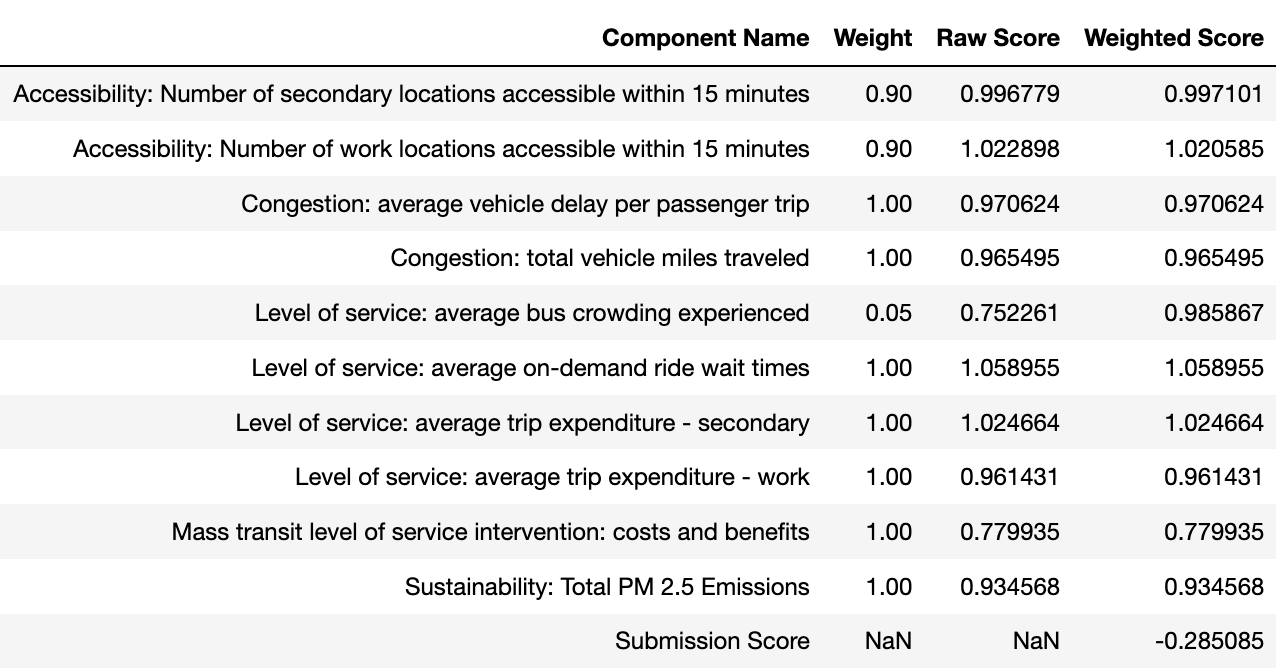 Component Name Weight Raw Score Weighted Score
Accessibility: Number of secondary locations accessible within 15 minutes 0.90 0.996779 0.997101
Accessibility: Number of work locations accessible within 15 minutes 0.90 1.022898 1.020585
Congestion: average vehicle delay per passenger trip 1.00 0.970624 0.970624
Congestion: total vehicle miles traveled 1.00 0.965495 0.965495
Level of service: average bus crowding experienced 0.05 0.752261 0.985867
Level of service: average on-demand ride wait times 1.00 1.058955 1.058955
Level of service: average trip expenditure - secondary 1.00 1.024664 1.024664
Level of service: average trip expenditure - work 1.00 0.961431 0.961431
Mass transit level of service intervention: costs and benefits 1.00 0.779935 0.779935
Sustainability: Total PM 2.5 Emissions 1.00 0.934568 0.934568
Submission Score NaN NaN -0.285085